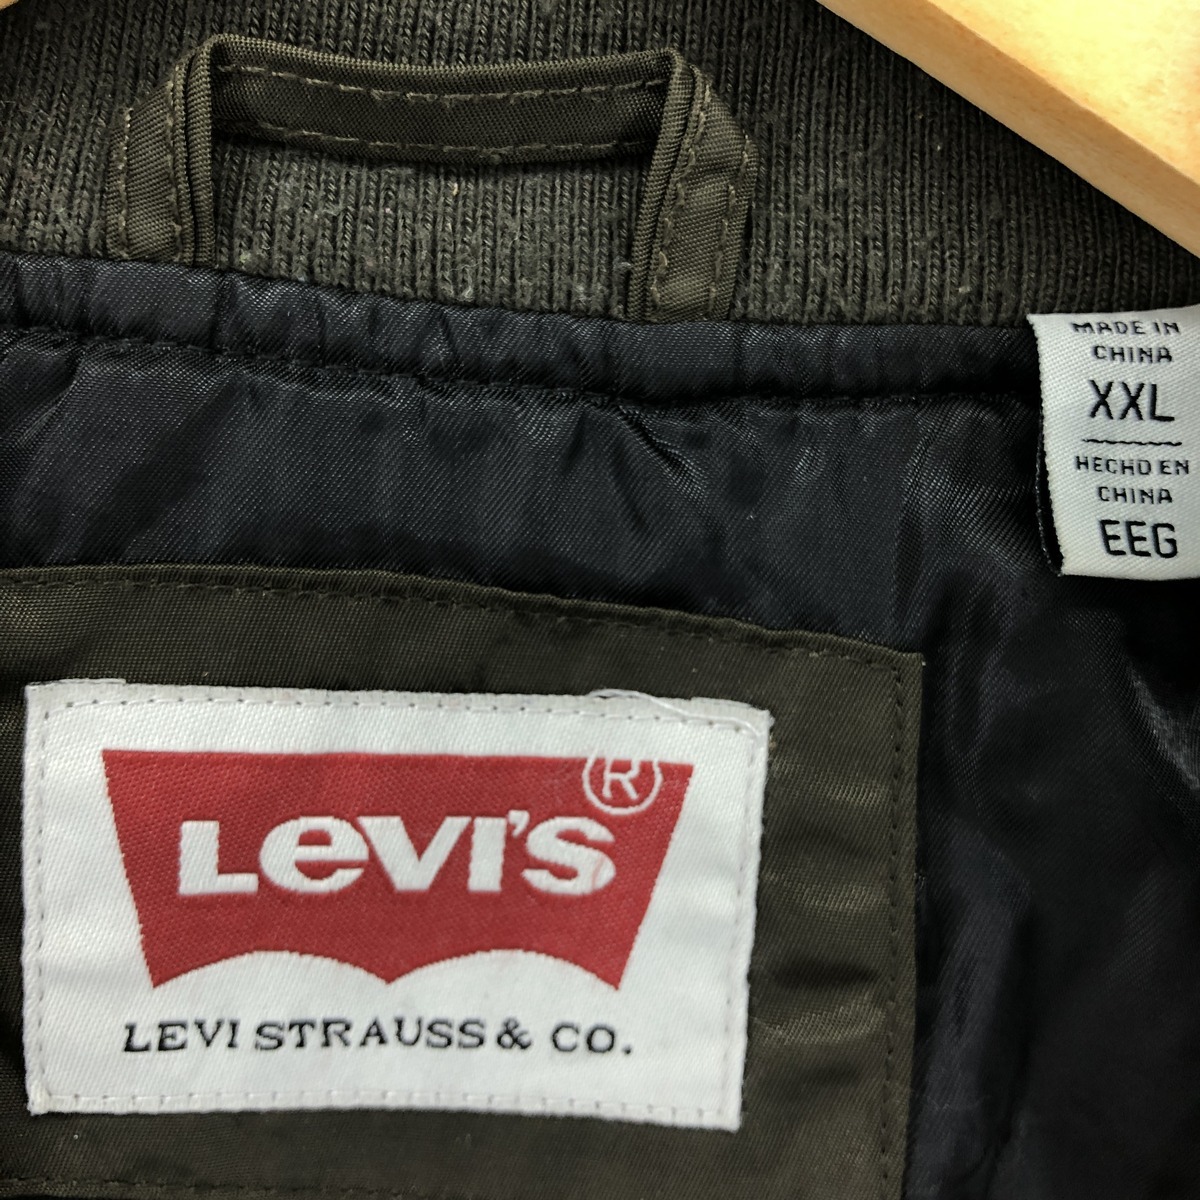 MADE IN
CHINA
XXL
HECHO EN
CHINA
EEG
LEVI'S ®
LEVI STRAUSS & CO.